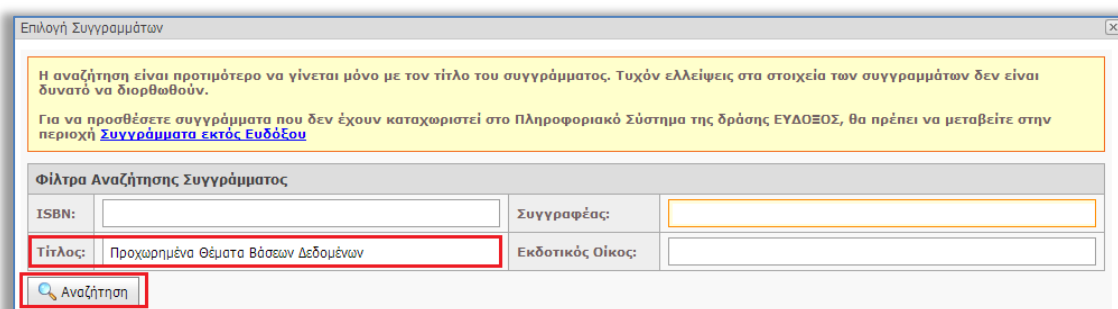 Επιλογή Συγγραμμάτων
Η αναζήτηση είναι προτιμότερο να γίνεται μόνο με τον τίτλο του συγγράμματος. Τυχόν ελλείψεις στα στοιχεία των συγγραμμάτων δεν είναι
δυνατό να διορθωθούν.
Για να προσθέσετε συγγράμματα που δεν έχουν καταχωριστεί στο Πληροφοριακό Σύστημα της δράσης ΕΥΔΟΞΟΣ, θα πρέπει να μεταβείτε στην
περιοχή Συγγράμματα εκτός Ευδόξου
Φίλτρα Αναζήτησης Συγγράμματος
ISBN: Συγγραφέας:
Τίτλος: Προχωρημένα Θέματα Βάσεων Δεδομένων Εκδοτικός Οίκος:
Αναζήτηση